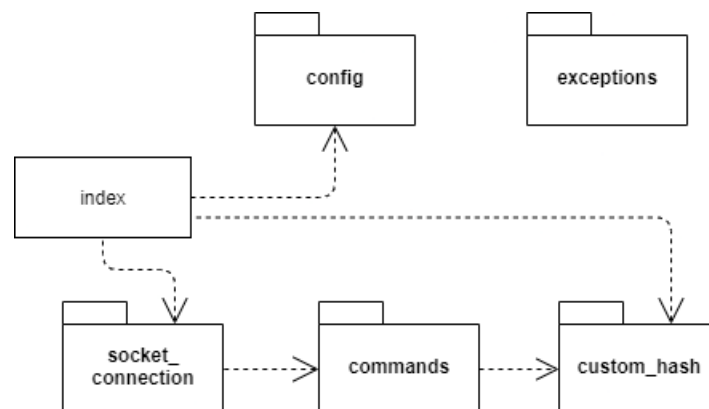 config
exceptions
index
socket_
connection
commands
custom_hash